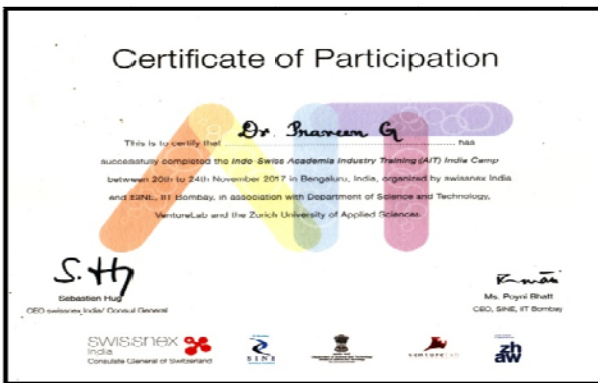 Certificate of Participation
This is to certify that Dr. Praveen G has
successfully completed the Indo-Swiss Academia Industry Training (AIT) India Camp
between 20th to 24th November 2017 in Bengaluru, India, organized by swissnex India
and SINE, IIT Bombay, in association with Department of Science and Technology,
VentureLab and the Zurich University of Applied Sciences.
Sebastien Hug
CEO swissnex India/ Consul General
Ms. Poyni Bhatt
CEO, SINE, IIT Bombay
swissnex
India
Consulate General of Switzerland
SINE
VENTURELAB
zh
aw